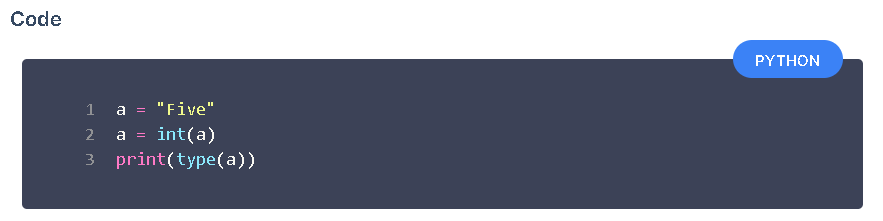 Code
PYTHON
1 a = "Five"
2 a = int(a)
3 print(type(a))